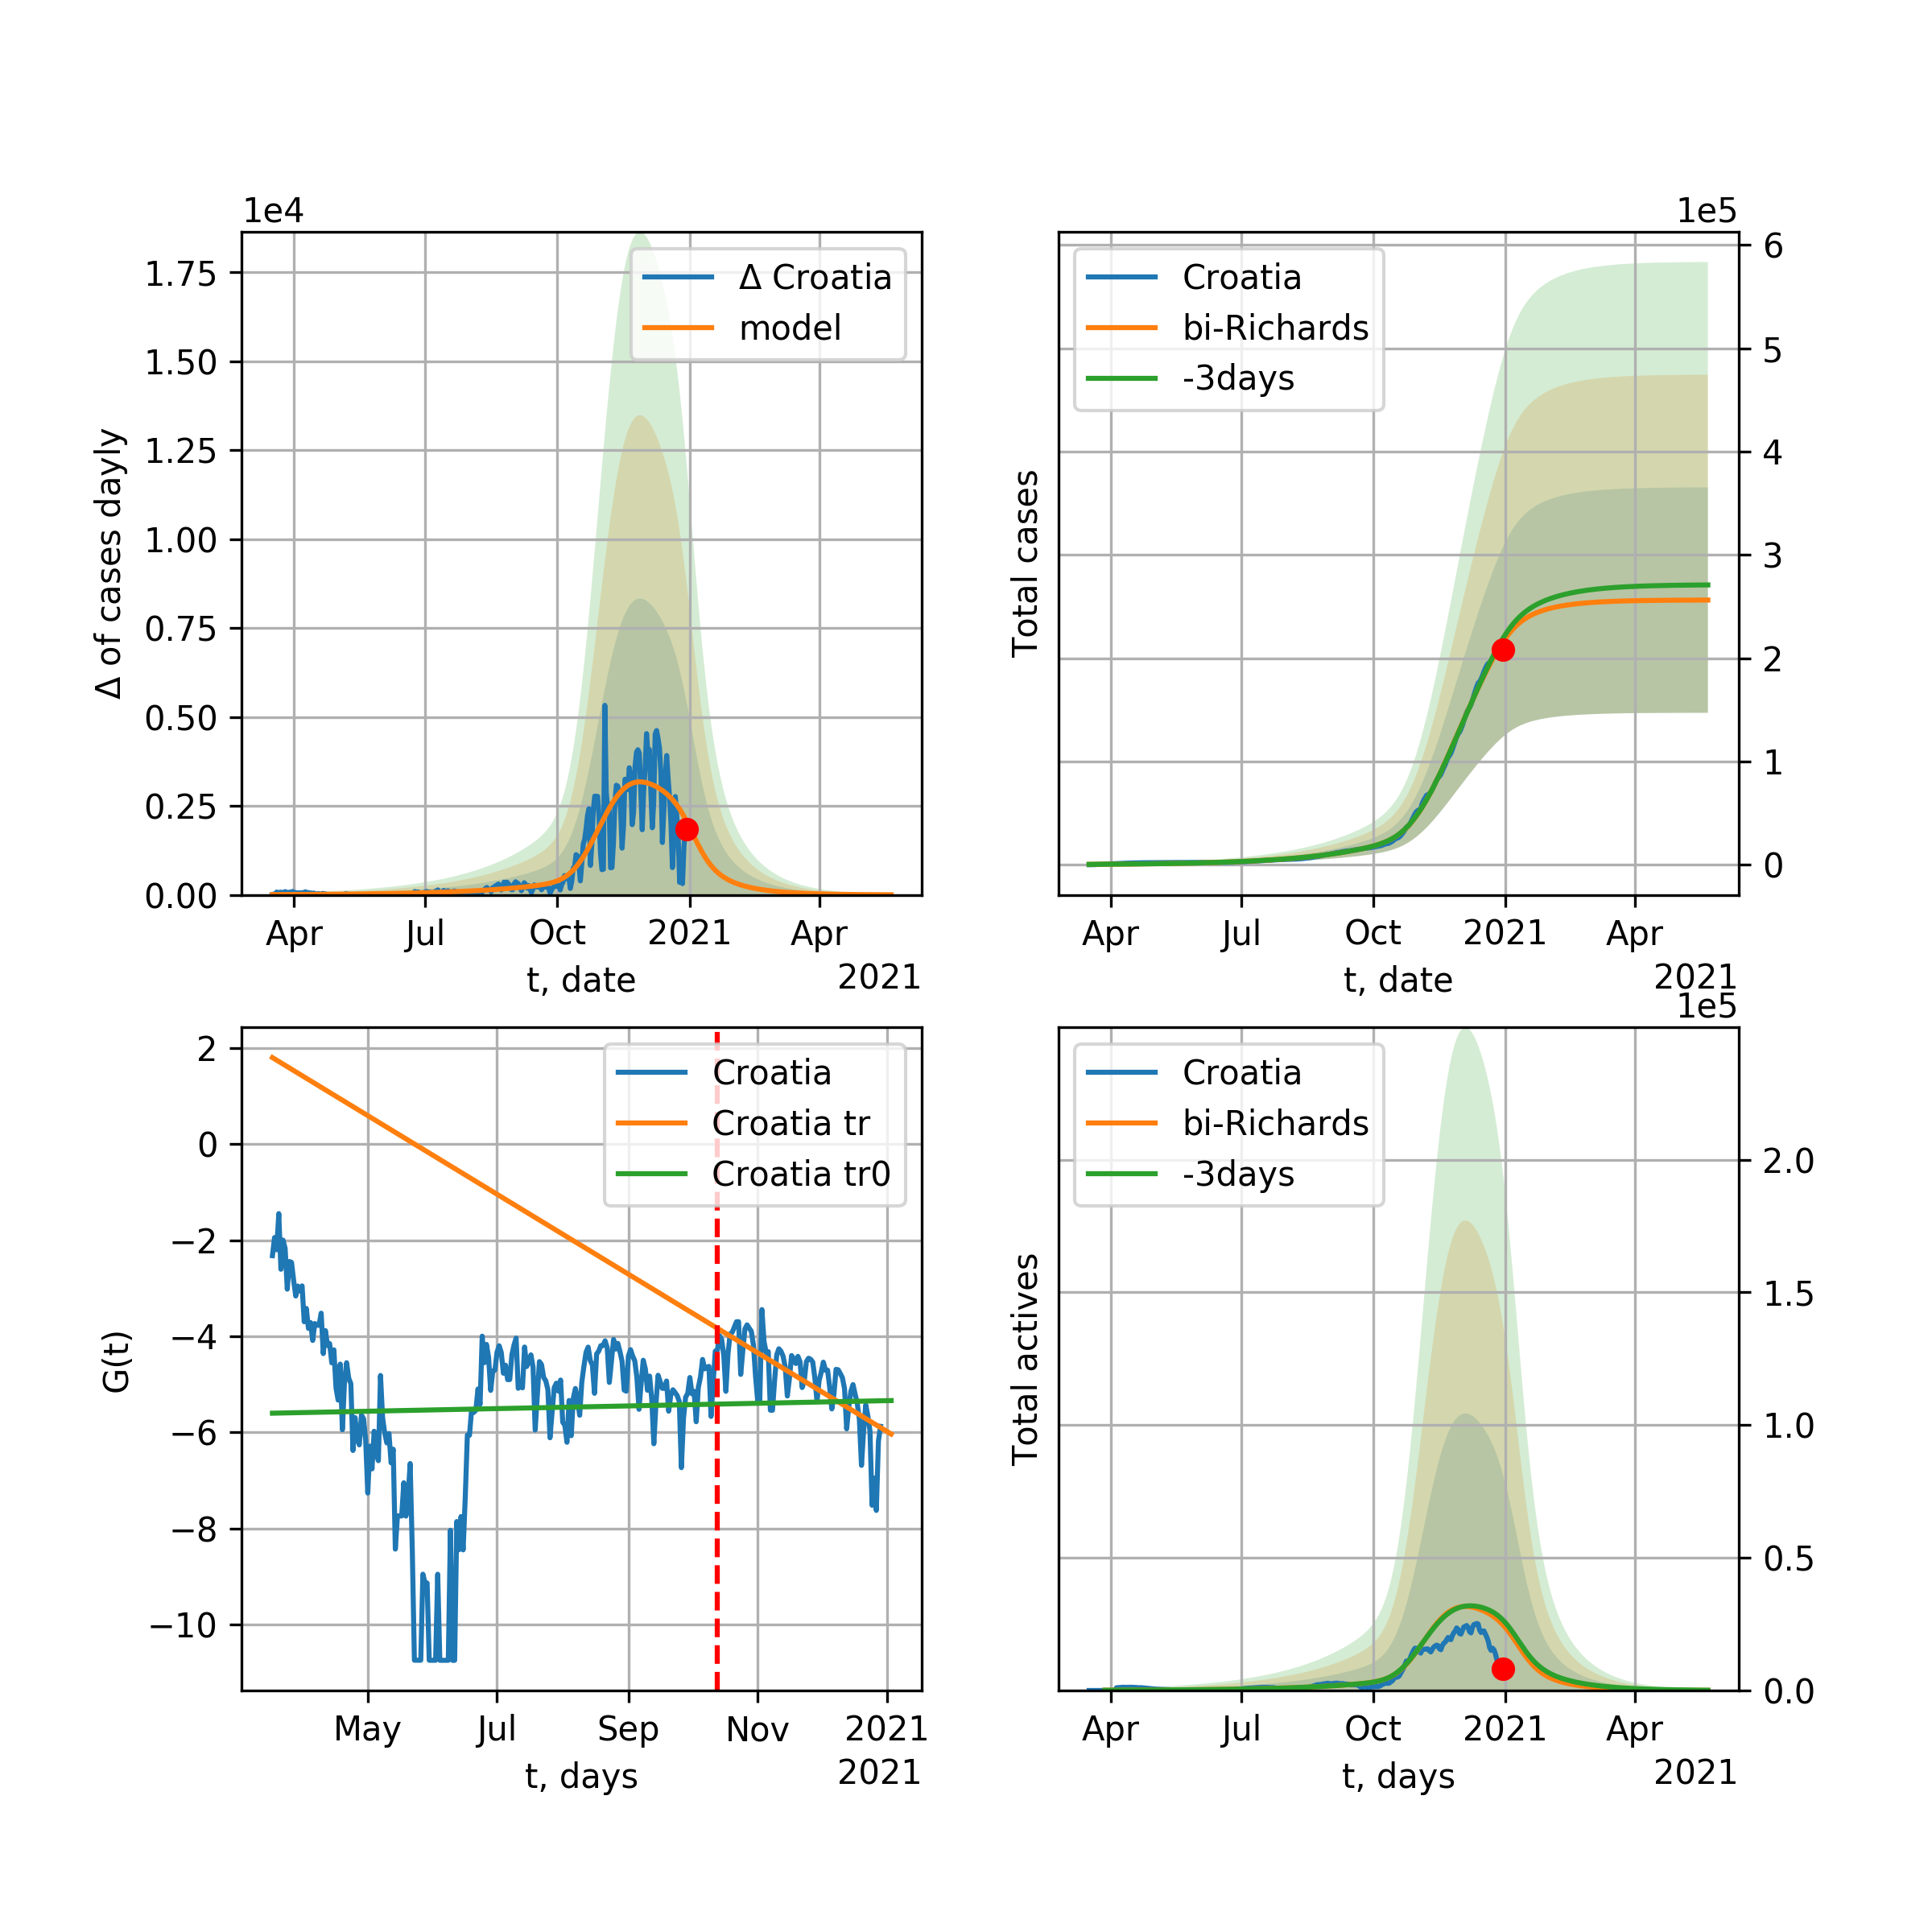 1e4
1.75
1.50
1.25
1.00
0.75
0.50
0.25
0.00
Δ of cases dayly
Δ Croatia
model
Apr
Jul
Oct
2021
Apr
t, date
2021
1e5
6
5
4
3
2
1
0
Total cases
Croatia
bi-Richards
-3days
Apr
Jul
Oct
2021
Apr
t, date
2021
2
0
−2
−4
−6
−8
−10
G(t)
Croatia
Croatia tr
Croatia tr0
May
Jul
Sep
Nov
2021
t, days
2021
1e5
2.0
1.5
1.0
0.5
0.0
Total actives
Croatia
bi-Richards
-3days
Apr
Jul
Oct
2021
Apr
t, days
2021